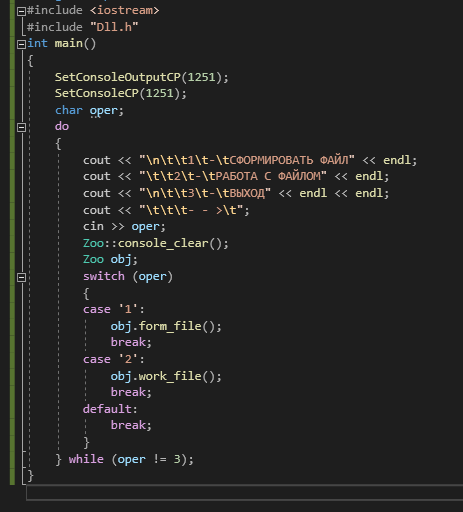 #include <iostream>
#include "Dll.h"
int main()
{
SetConsoleOutputCP(1251);
SetConsoleCP(1251);
char oper;
do
{
cout << "\n\t\t1\t-\tСФОРМИРОВАТЬ ФАЙЛ" << endl;
cout << "\t\t2\t-\tРАБОТА С ФАЙЛОМ" << endl;
cout << "\n\t\t3\t-\tВЫХОД" << endl << endl;
cout << "\t\t\t- - >\t";
cin >> oper;
Zoo::console_clear();
Zoo obj;
switch (oper)
{
case '1':
obj.form_file();
break;
case '2':
obj.work_file();
break;
default:
break;
}
} while (oper != 3);
}